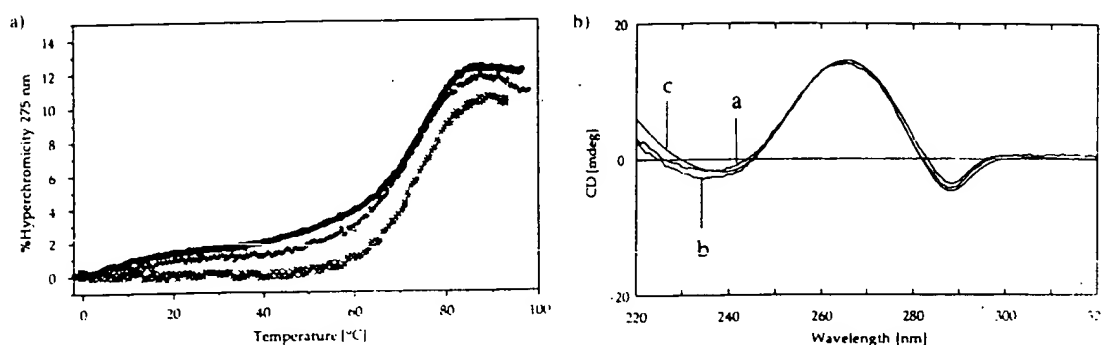 a)
14
12
10
8
6
4
2
0
%Hyperchromicity 275 nm
0 20 40 60 80 100
Temperature [°C]
b)
20
0
-20
CD [mdeg]
c
a
b
220 240 260 280 300 320
Wavelength [nm]